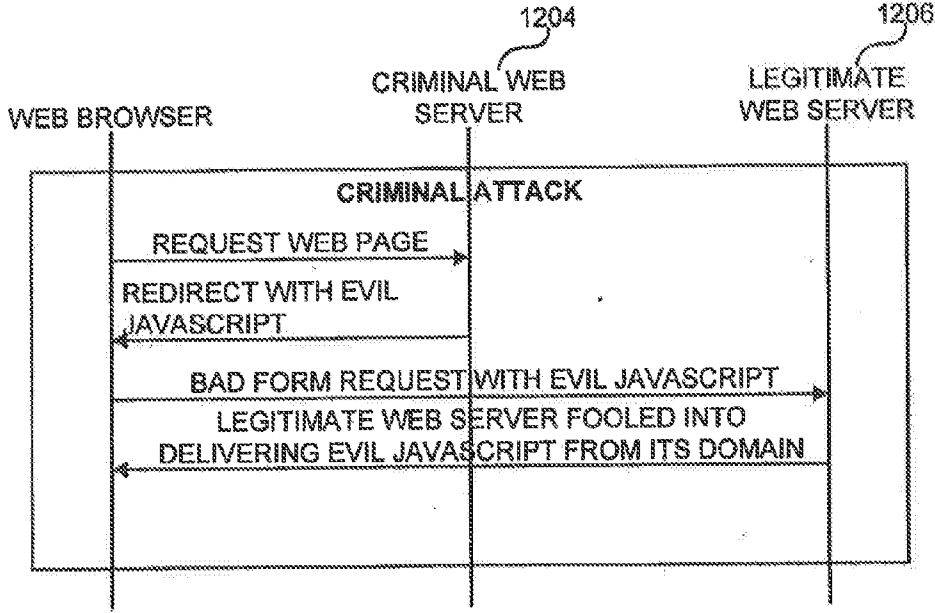 1204
1206
CRIMINAL WEB
SERVER
LEGITIMATE
WEB SERVER
WEB BROWSER
CRIMINAL ATTACK
REQUEST WEB PAGE
REDIRECT WITH EVIL
JAVASCRIPT
BAD FORM REQUEST WITH EVIL JAVASCRIPT
LEGITIMATE WEB SERVER FOOLED INTO
DELIVERING EVIL JAVASCRIPT FROM ITS DOMAIN